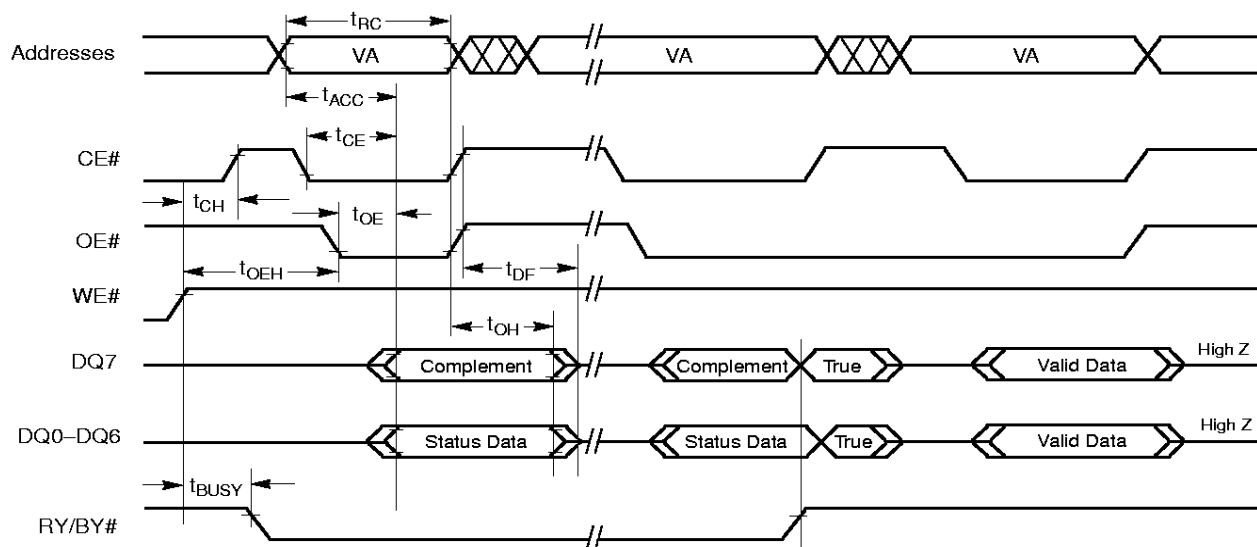 tRC
Addresses VA VA VA
tACC
tCE
CE#
tCH tOE
OE#
tOEH tDF
WE#
tOH
DQ7 Complement Complement True Valid Data High Z
DQ0–DQ6 Status Data Status Data True Valid Data High Z
tBUSY
RY/BY#